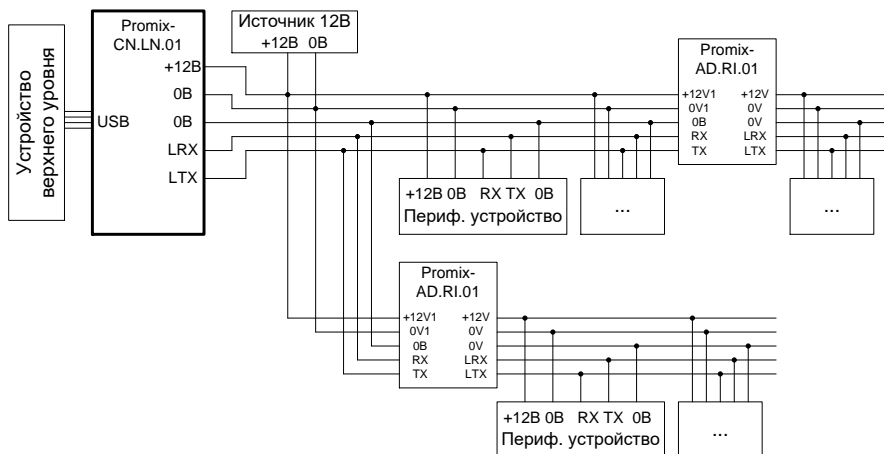 Устройство
верхнего уровня
Promix-
CN.LN.01
+12В
0В
0В
LRX
LTX
USB
Источник 12В
+12В 0В
Promix-
AD.RI.01
+12V1 +12V
0V1 0V
0В 0V
RX LRX
TX LTX
+12В 0В RX TX 0В
Периф. устройство
...
...
Promix-
AD.RI.01
+12V1 +12V
0V1 0V
0В 0V
RX LRX
TX LTX
+12В 0В RX TX 0В
Периф. устройство
...